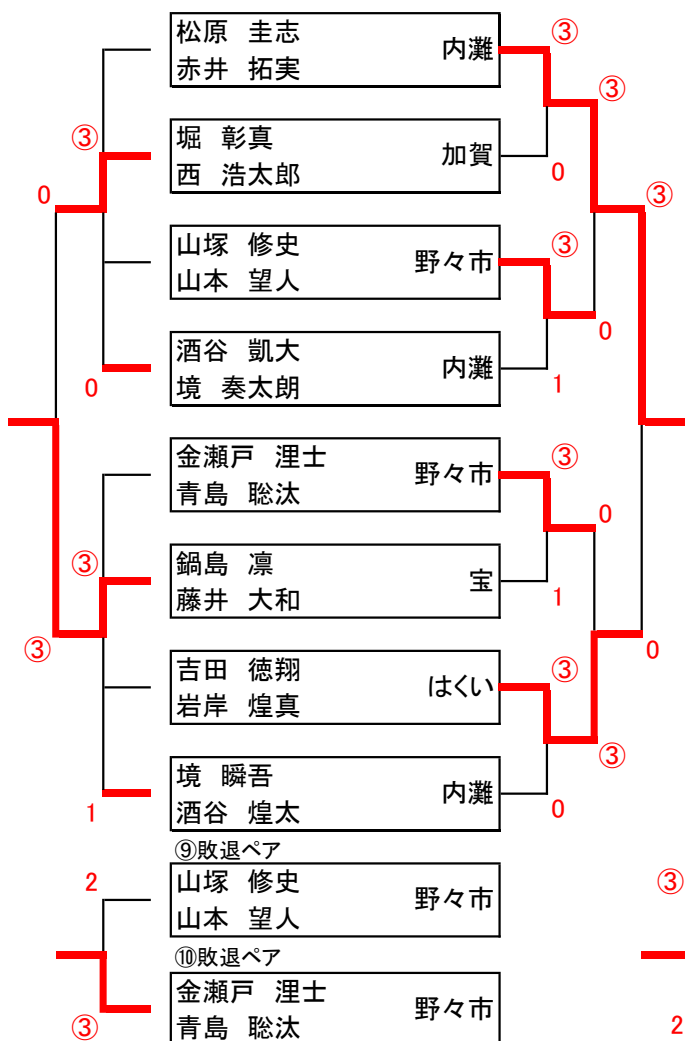 松原 圭志
赤井 拓実
内灘
③
③
堀 彰真
西 浩太郎
加賀
③
0
0
③
山塚 修史
山本 望人
野々市
③
0
酒谷 凱大
境 奏太朗
内灘
0
1
金瀬戸 浬士
青島 聡汰
野々市
③
0
鍋島 凛
藤井 大和
宝
③
1
③
0
吉田 徳翔
岩岸 煌真
はくい
③
③
境 瞬吾
酒谷 煌太
内灘
1
0
⑨敗退ペア
山塚 修史
山本 望人
野々市
2
③
⑩敗退ペア
金瀬戸 浬士
青島 聡汰
野々市
③
2